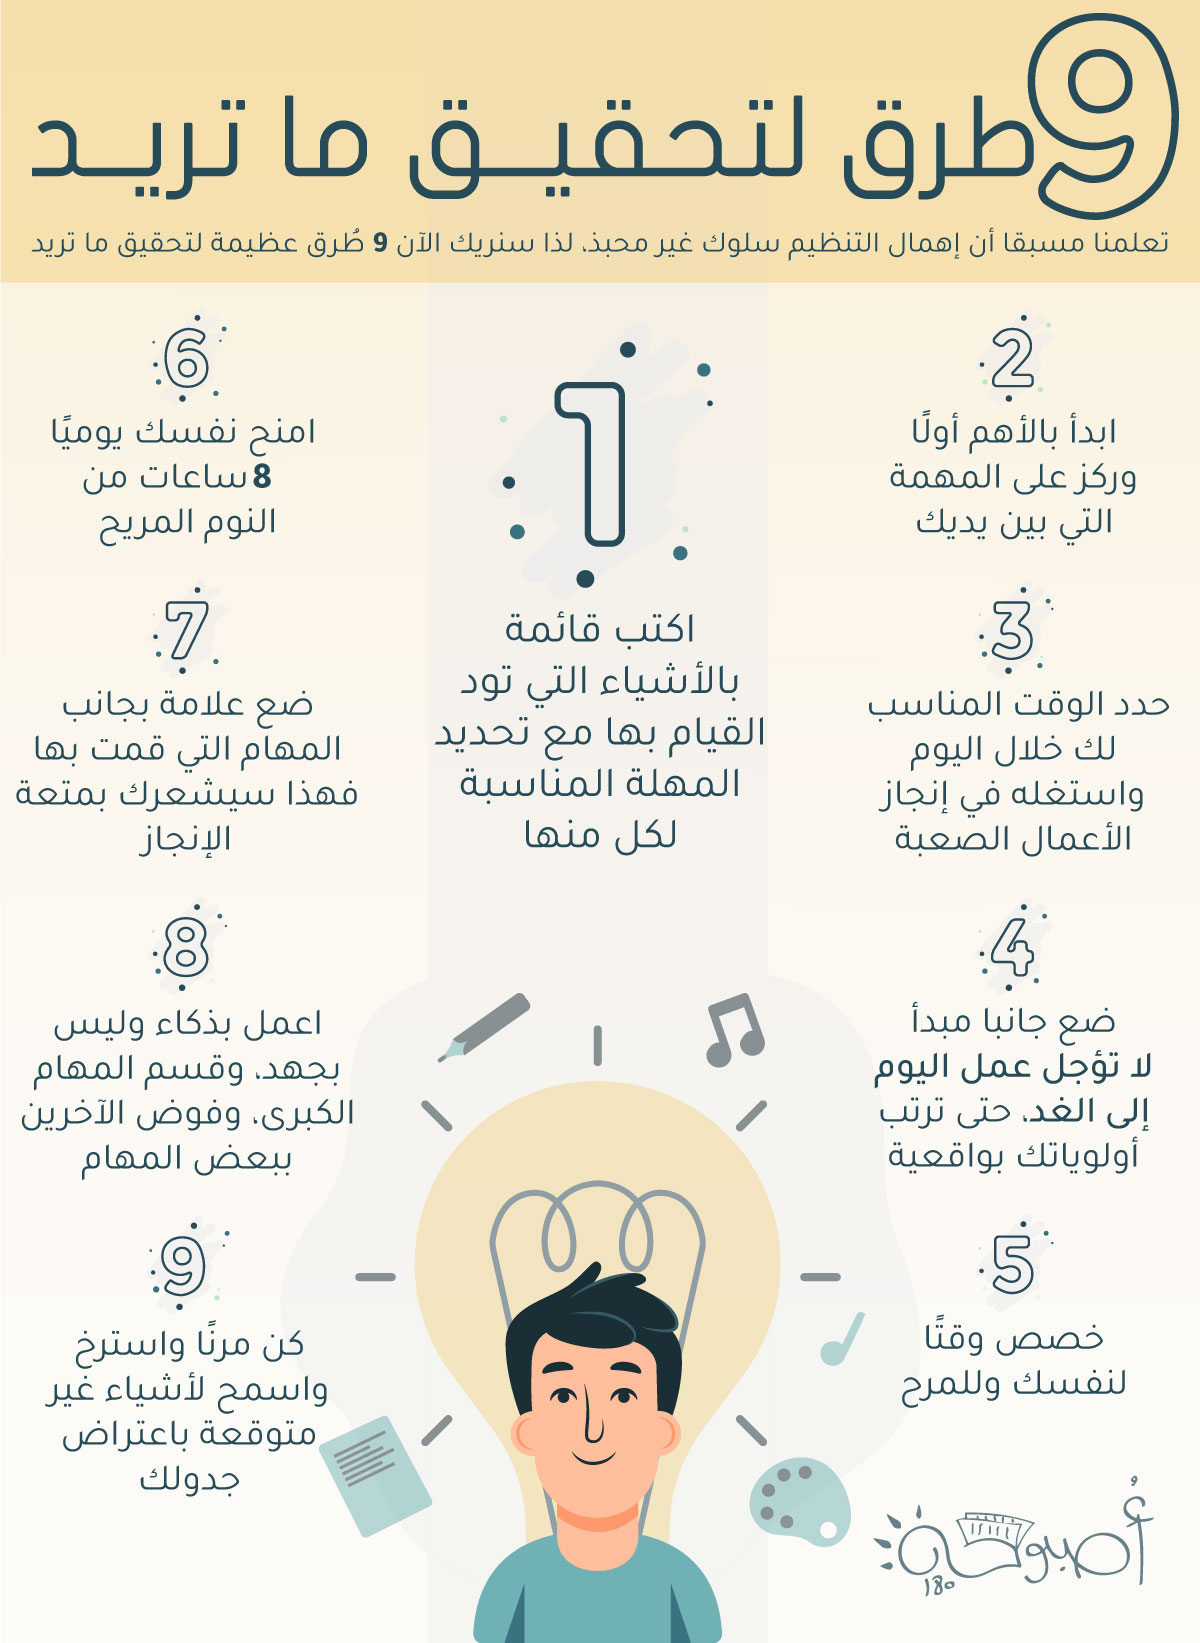 9 طرق لتحقيق ما تريد
تعلمنا مسبقا أن إهمال التنظيم سلوك غير محبذ، لذا سنريك الآن 9 طُرق عظيمة لتحقيق ما تريد
1
اكتب قائمة
بالأشياء التي تود
القيام بها مع تحديد
المهلة المناسبة
لكل منها
2
ابدأ بالأهم أولًا
وركز على المهمة
التي بين يديك
3
حدد الوقت المناسب
لك خلال اليوم
واستغله في إنجاز
الأعمال الصعبة
4
ضع جانبا مبدأ
لا تؤجل عمل اليوم
إلى الغد، حتى ترتب
أولوياتك بواقعية
5
خصص وقتًا
لنفسك وللمرح
6
امنح نفسك يوميًا
8 ساعات من
النوم المريح
7
ضع علامة بجانب
المهام التي قمت بها
فهذا سيشعرك بمتعة
الإنجاز
8
اعمل بذكاء وليس
بجهد، وقسم المهام
الكبرى، وفوض الآخرين
ببعض المهام
9
كن مرنًا واسترخ
واسمح لأشياء غير
متوقعة باعتراض
جدولك
أُصبوحة
١٨٠